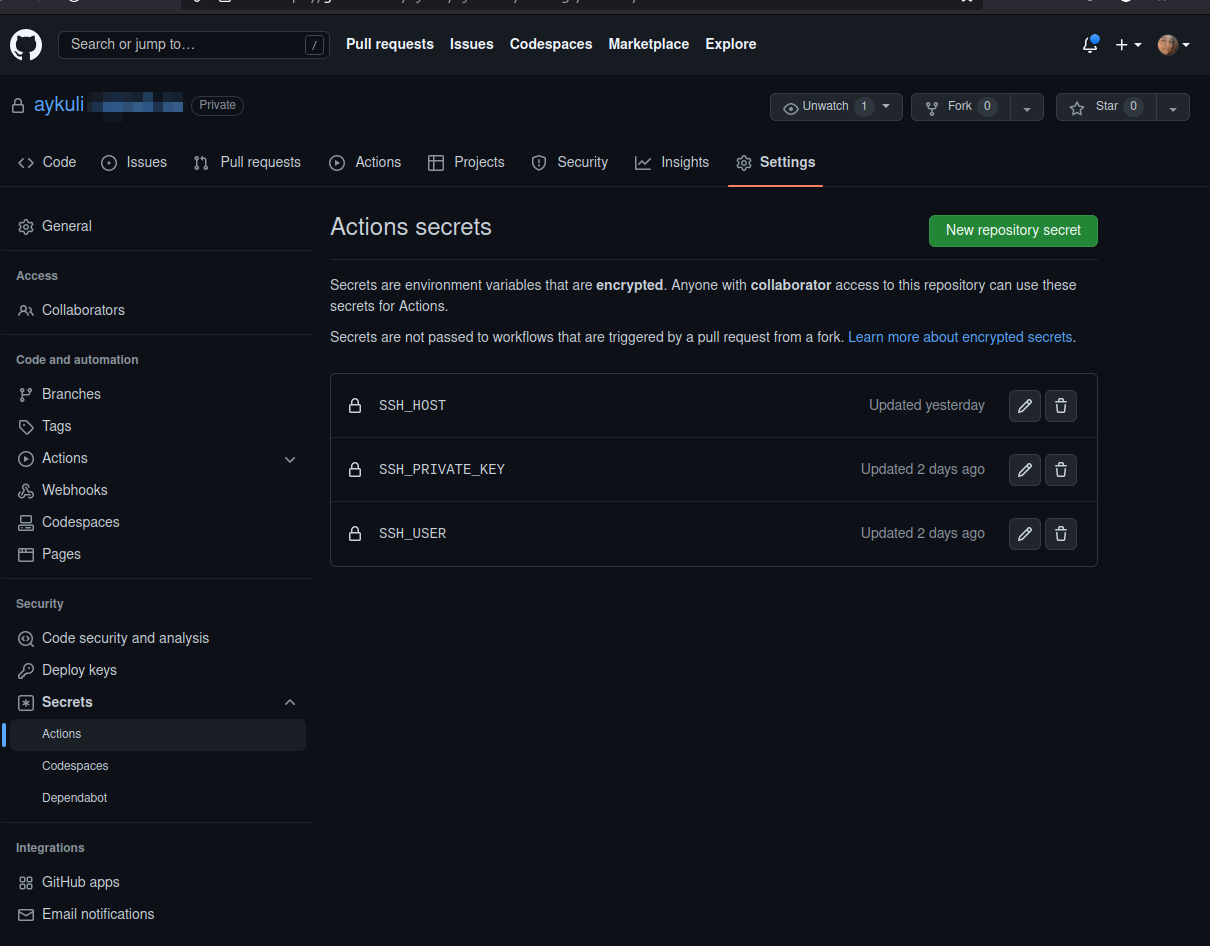 Search or jump to… / Pull requests Issues Codespaces Marketplace Explore
aykuli Private Unwatch 1 Fork 0 Star 0
Code Issues Pull requests Actions Projects Security Insights Settings
General
Access
Collaborators
Code and automation
Branches
Tags
Actions
Webhooks
Codespaces
Pages
Security
Code security and analysis
Deploy keys
Secrets
Actions
Codespaces
Dependabot
Integrations
GitHub apps
Email notifications
Actions secrets New repository secret
Secrets are environment variables that are encrypted. Anyone with collaborator access to this repository can use these
secrets for Actions.
Secrets are not passed to workflows that are triggered by a pull request from a fork. Learn more about encrypted secrets.
SSH_HOST Updated yesterday
SSH_PRIVATE_KEY Updated 2 days ago
SSH_USER Updated 2 days ago